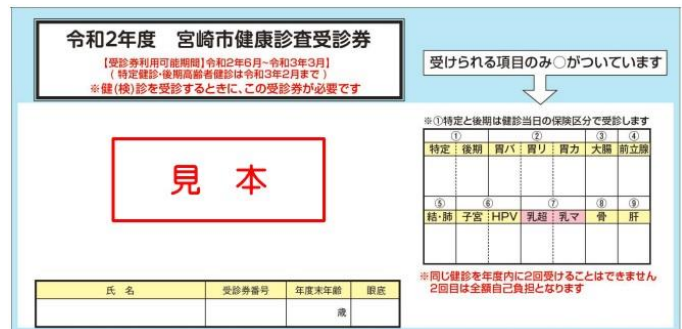 令和2年度 宮崎市健康診査受診券
【受診券利用可能期間】令和2年6月~令和3年3月】
(特定健診・後期高齢者健診は令和3年2月まで)
※健(検)診を受診するときに、この受診券が必要です
受けられる項目のみ○がついています
※①特定と後期は健診当日の保険区分で受診します
① ② ③ ④
特定 後期 胃バ 胃リ 胃カ 大腸 前立腺
見 本
⑤ ⑥ ⑦ ⑧ ⑨
結・肺 子宮 HPV 乳超 乳マ 骨 肝
※同じ健診を年度内に2回受けることはできません
2回目は全額自己負担となります
氏 名 受診券番号 年度末年齢 眼底
歳